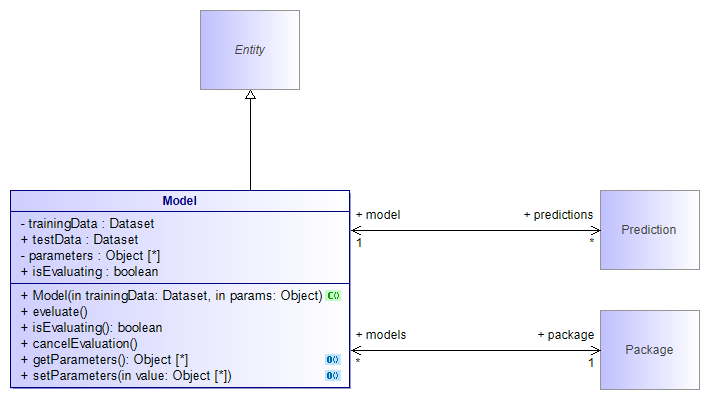 Entity
Model
- trainingData : Dataset
+ testData : Dataset
- parameters : Object [*]
+ isEvaluating : boolean
+ Model(in trainingData: Dataset, in params: Object) C‹›
+ eveluate()
+ isEvaluating(): boolean
+ cancelEvaluation()
+ getParameters(): Object [*] O‹›
+ setParameters(in value: Object [*]) O‹›
+ model + predictions
1 *
Prediction
+ models + package
* 1
Package